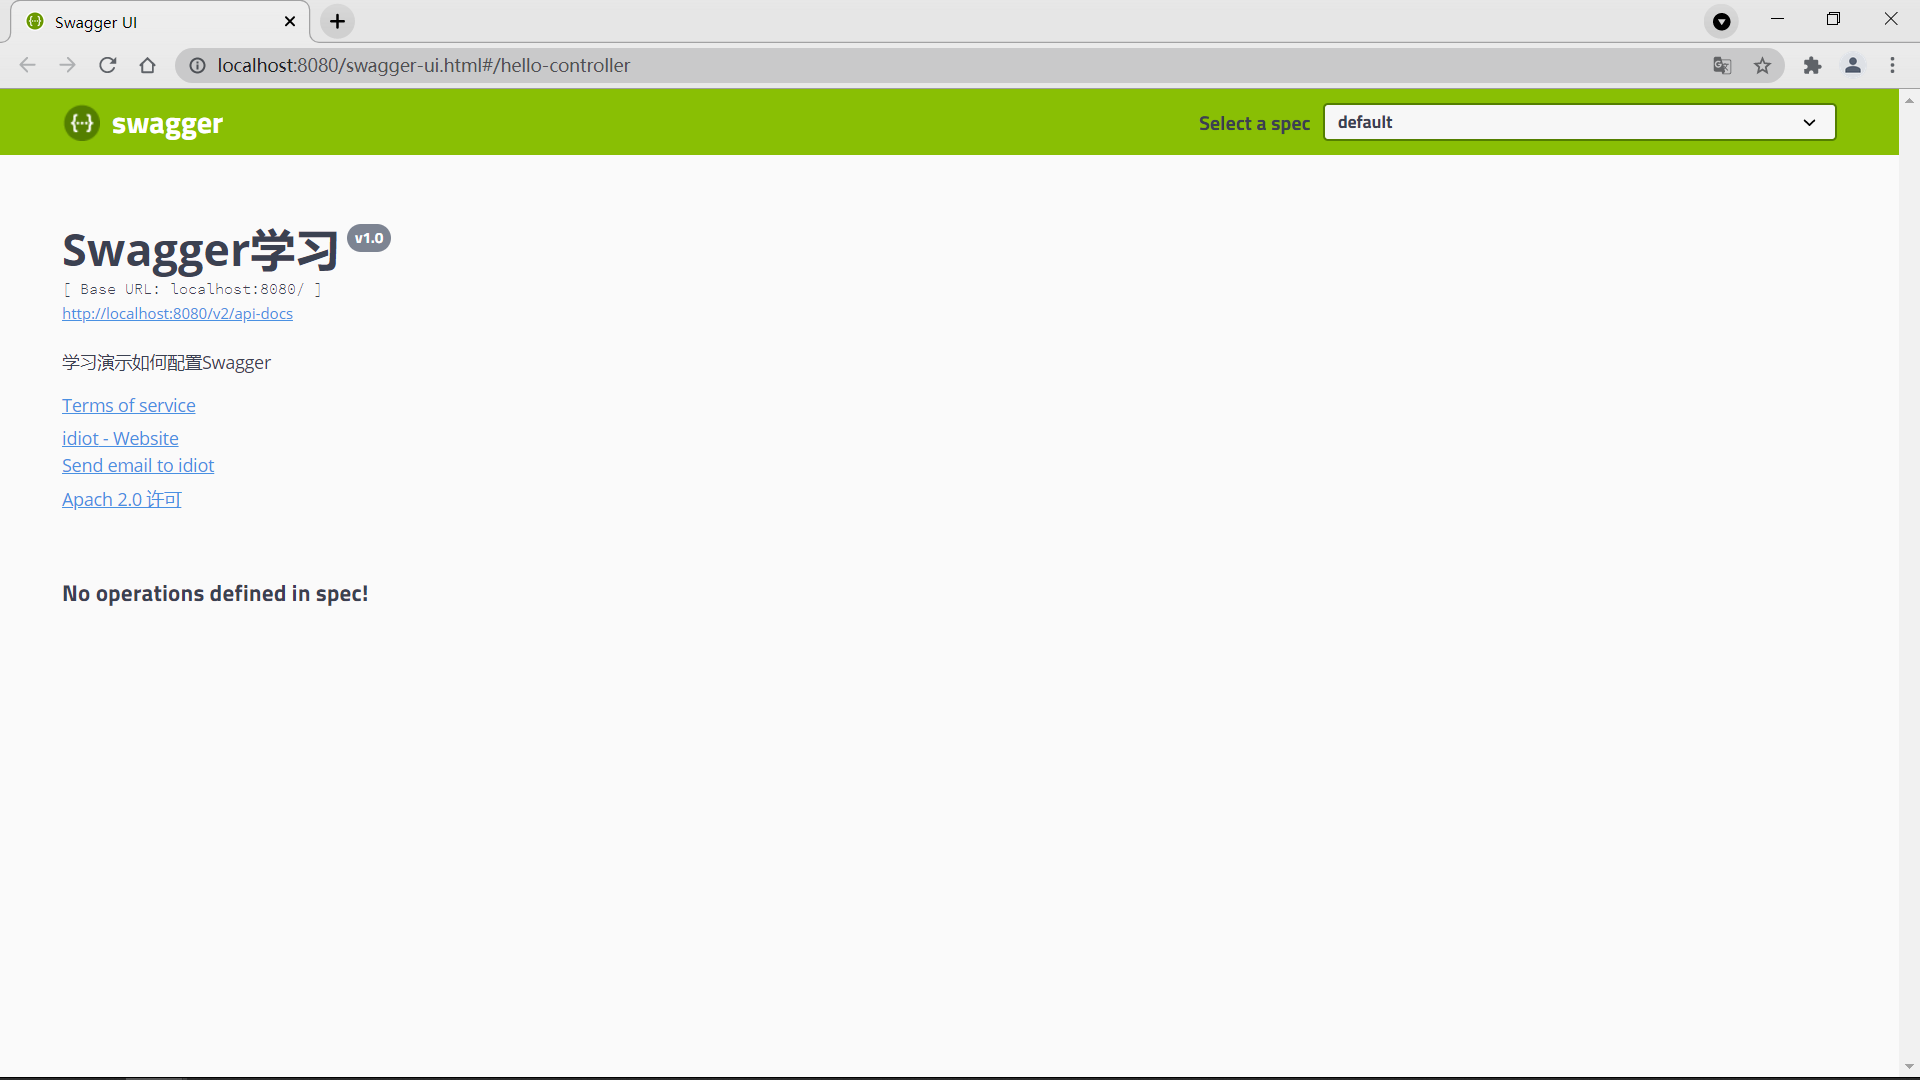 Swagger UI
localhost:8080/swagger-ui.html#/hello-controller
swagger
Select a spec
default
Swagger学习 v1.0
[ Base URL: localhost:8080/ ]
http://localhost:8080/v2/api-docs
学习演示如何配置Swagger
Terms of service
idiot - Website
Send email to idiot
Apach 2.0 许可
No operations defined in spec!